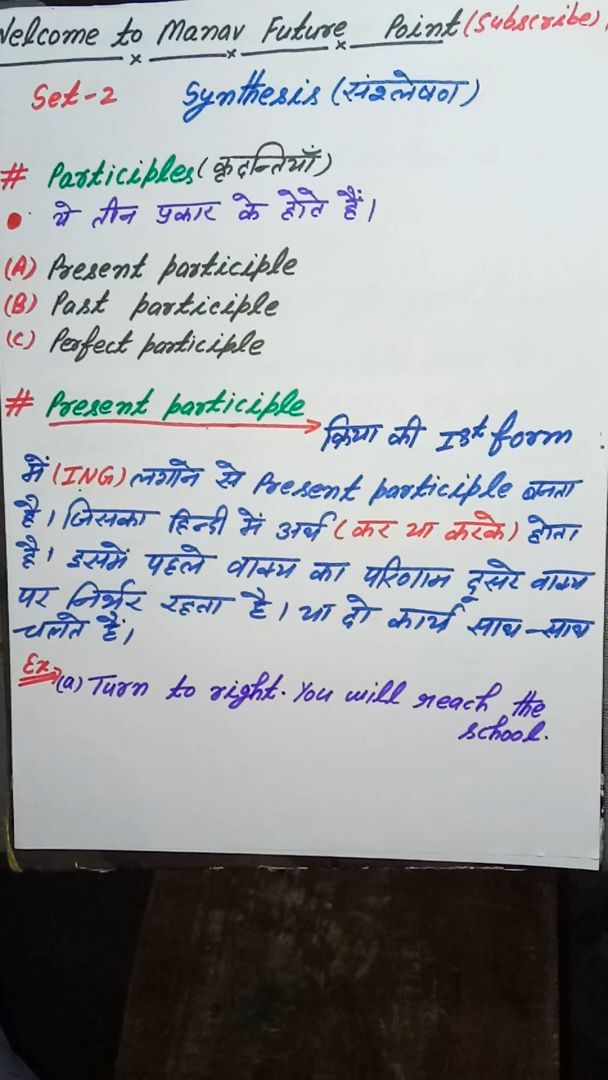 Welcome to Manav Future Point (Subscribe)
Set-2 Synthesis (संश्लेषण)
# Participles (कृदन्तियाँ)
• ये तीन प्रकार के होते हैं।
(A) Present participle
(B) Past participle
(C) Perfect participle
# Present participle → क्रिया की Ist form
में (ING) लगाने से Present participle बनता
है। जिसका हिन्दी में अर्थ (कर या करके) होता
है। इसमें पहले वाक्य का परिणाम दूसरे वाक्य
पर निर्भर रहता है। या दो कार्य साथ-साथ
चलते हैं।
Ex. (a) Turn to right. You will reach the
school.